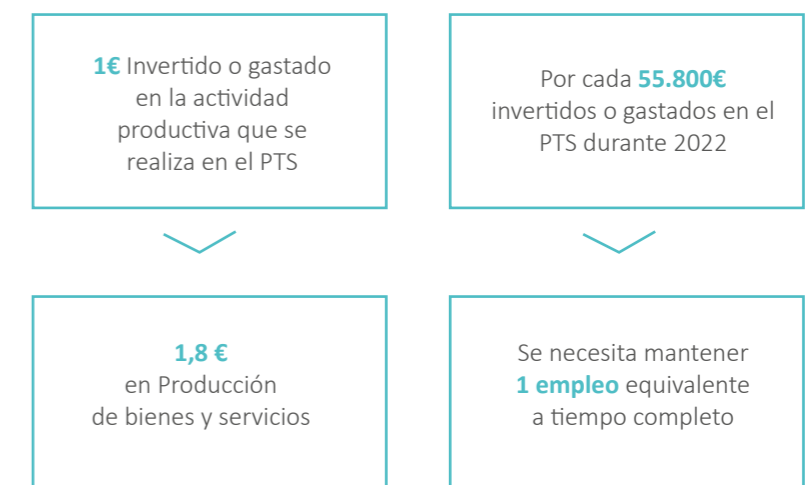 1€ Invertido o gastado
en la actividad
productiva que se
realiza en el PTS
1,8 €
en Producción
de bienes y servicios
Por cada 55.800€
invertidos o gastados en el
PTS durante 2022
Se necesita mantener
1 empleo equivalente
a tiempo completo